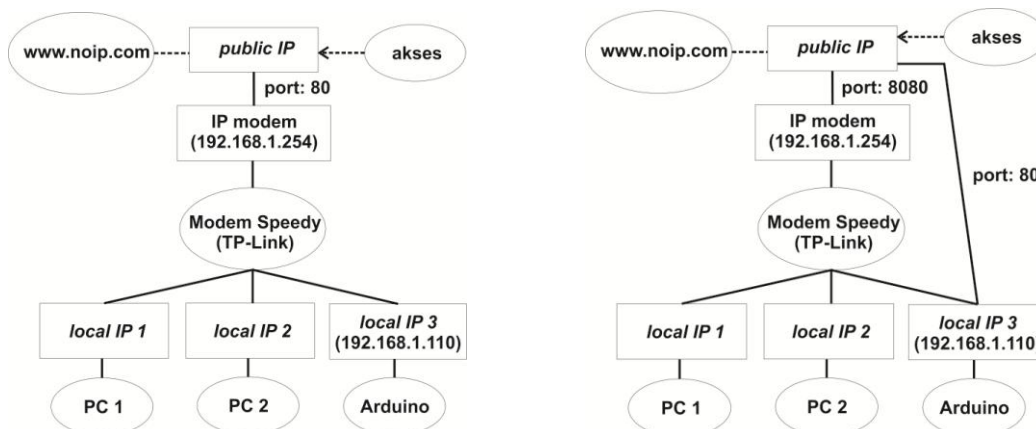 www.noip.com
public IP
akses
port: 80
IP modem
(192.168.1.254)
Modem Speedy
(TP-Link)
local IP 1
local IP 2
local IP 3
(192.168.1.110)
PC 1
PC 2
Arduino
www.noip.com
public IP
akses
port: 8080
IP modem
(192.168.1.254)
port: 80
Modem Speedy
(TP-Link)
local IP 1
local IP 2
local IP 3
(192.168.1.110
PC 1
PC 2
Arduino